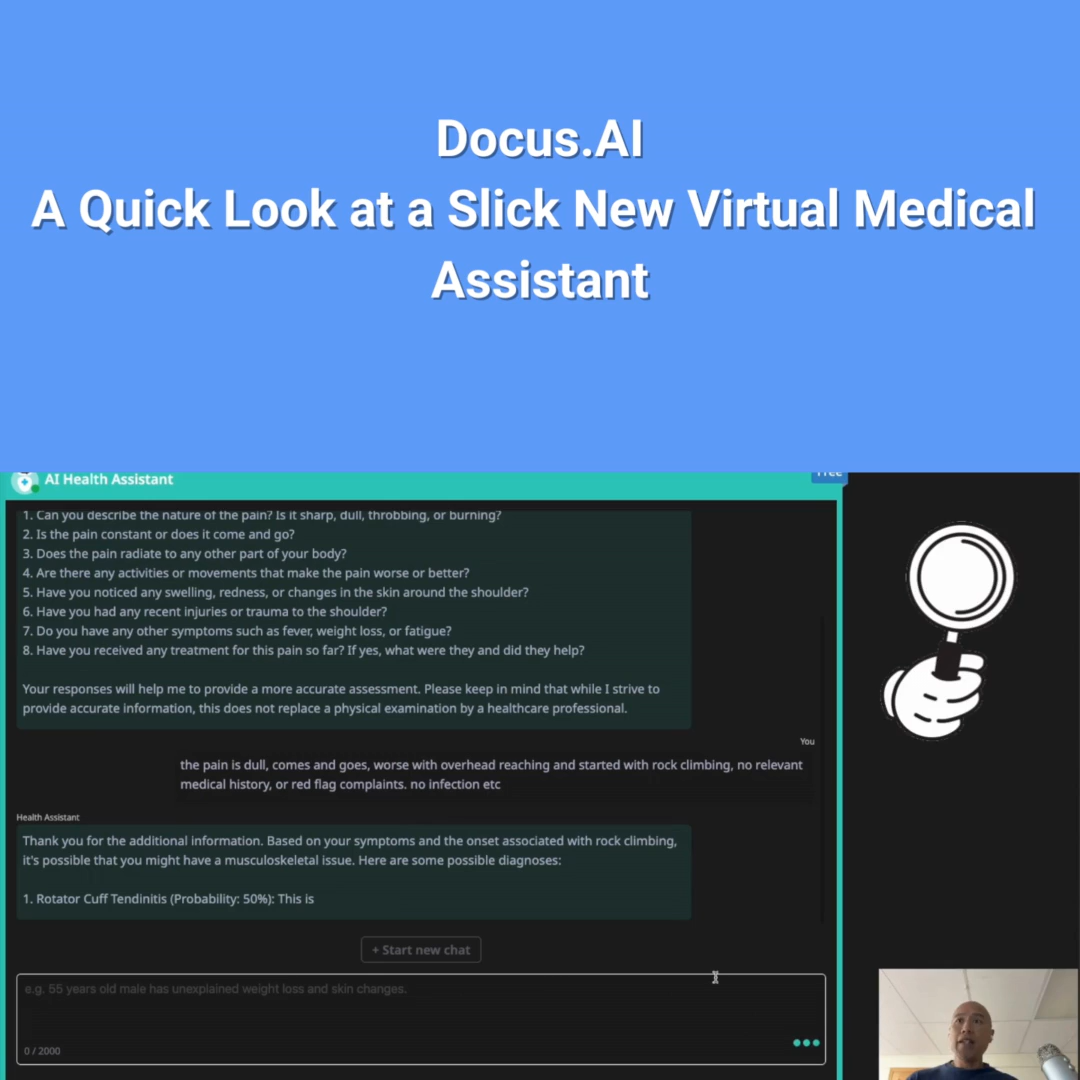 Docus.AI
A Quick Look at a Slick New Virtual Medical
Assistant
AI Health Assistant
Free
1. Can you describe the nature of the pain? Is it sharp, dull, throbbing, or burning?
2. Is the pain constant or does it come and go?
3. Does the pain radiate to any other part of your body?
4. Are there any activities or movements that make the pain worse or better?
5. Have you noticed any swelling, redness, or changes in the skin around the shoulder?
6. Have you had any recent injuries or trauma to the shoulder?
7. Do you have any other symptoms such as fever, weight loss, or fatigue?
8. Have you received any treatment for this pain so far? If yes, what were they and did they help?
Your responses will help me to provide a more accurate assessment. Please keep in mind that while I strive to
provide accurate information, this does not replace a physical examination by a healthcare professional.
You
the pain is dull, comes and goes, worse with overhead reaching and started with rock climbing, no relevant
medical history, or red flag complaints. no infection etc
Health Assistant
Thank you for the additional information. Based on your symptoms and the onset associated with rock climbing,
it's possible that you might have a musculoskeletal issue. Here are some possible diagnoses:
1. Rotator Cuff Tendinitis (Probability: 50%): This is
+ Start new chat
e.g. 55 years old male has unexplained weight loss and skin changes.
0 / 2000